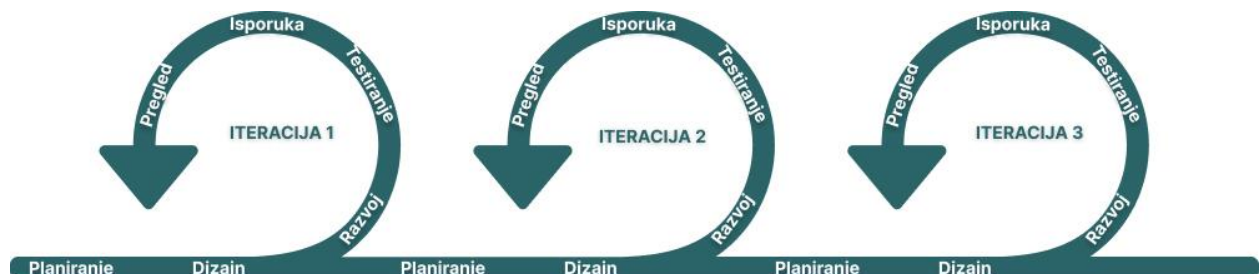 Planiranje
Dizajn
Razvoj
Testiranje
Isporuka
Pregled
ITERACIJA 1
Planiranje
Dizajn
Razvoj
Testiranje
Isporuka
Pregled
ITERACIJA 2
Planiranje
Dizajn
Razvoj
Testiranje
Isporuka
Pregled
ITERACIJA 3